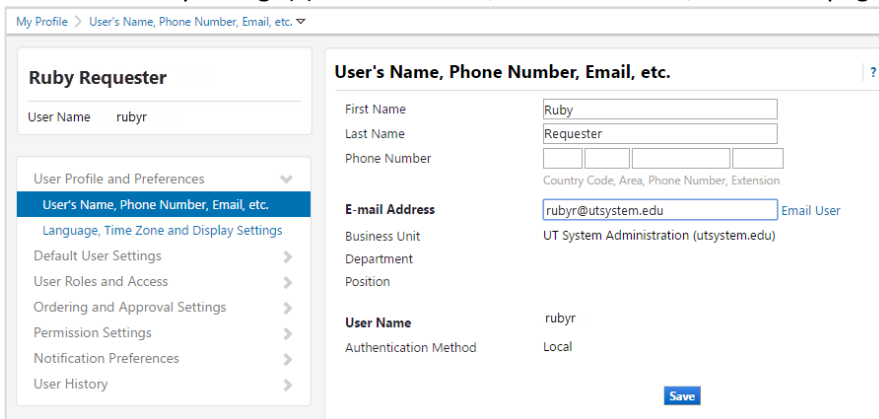 My Profile > User's Name, Phone Number, Email, etc.
Ruby Requester
User Name rubyr
User Profile and Preferences
User's Name, Phone Number, Email, etc.
Language, Time Zone and Display Settings
Default User Settings
User Roles and Access
Ordering and Approval Settings
Permission Settings
Notification Preferences
User History
User's Name, Phone Number, Email, etc. ?
First Name Ruby
Last Name Requester
Phone Number
Country Code, Area, Phone Number, Extension
E-mail Address rubyr@utsystem.edu Email User
Business Unit UT System Administration (utsystem.edu)
Department
Position
User Name rubyr
Authentication Method Local
Save